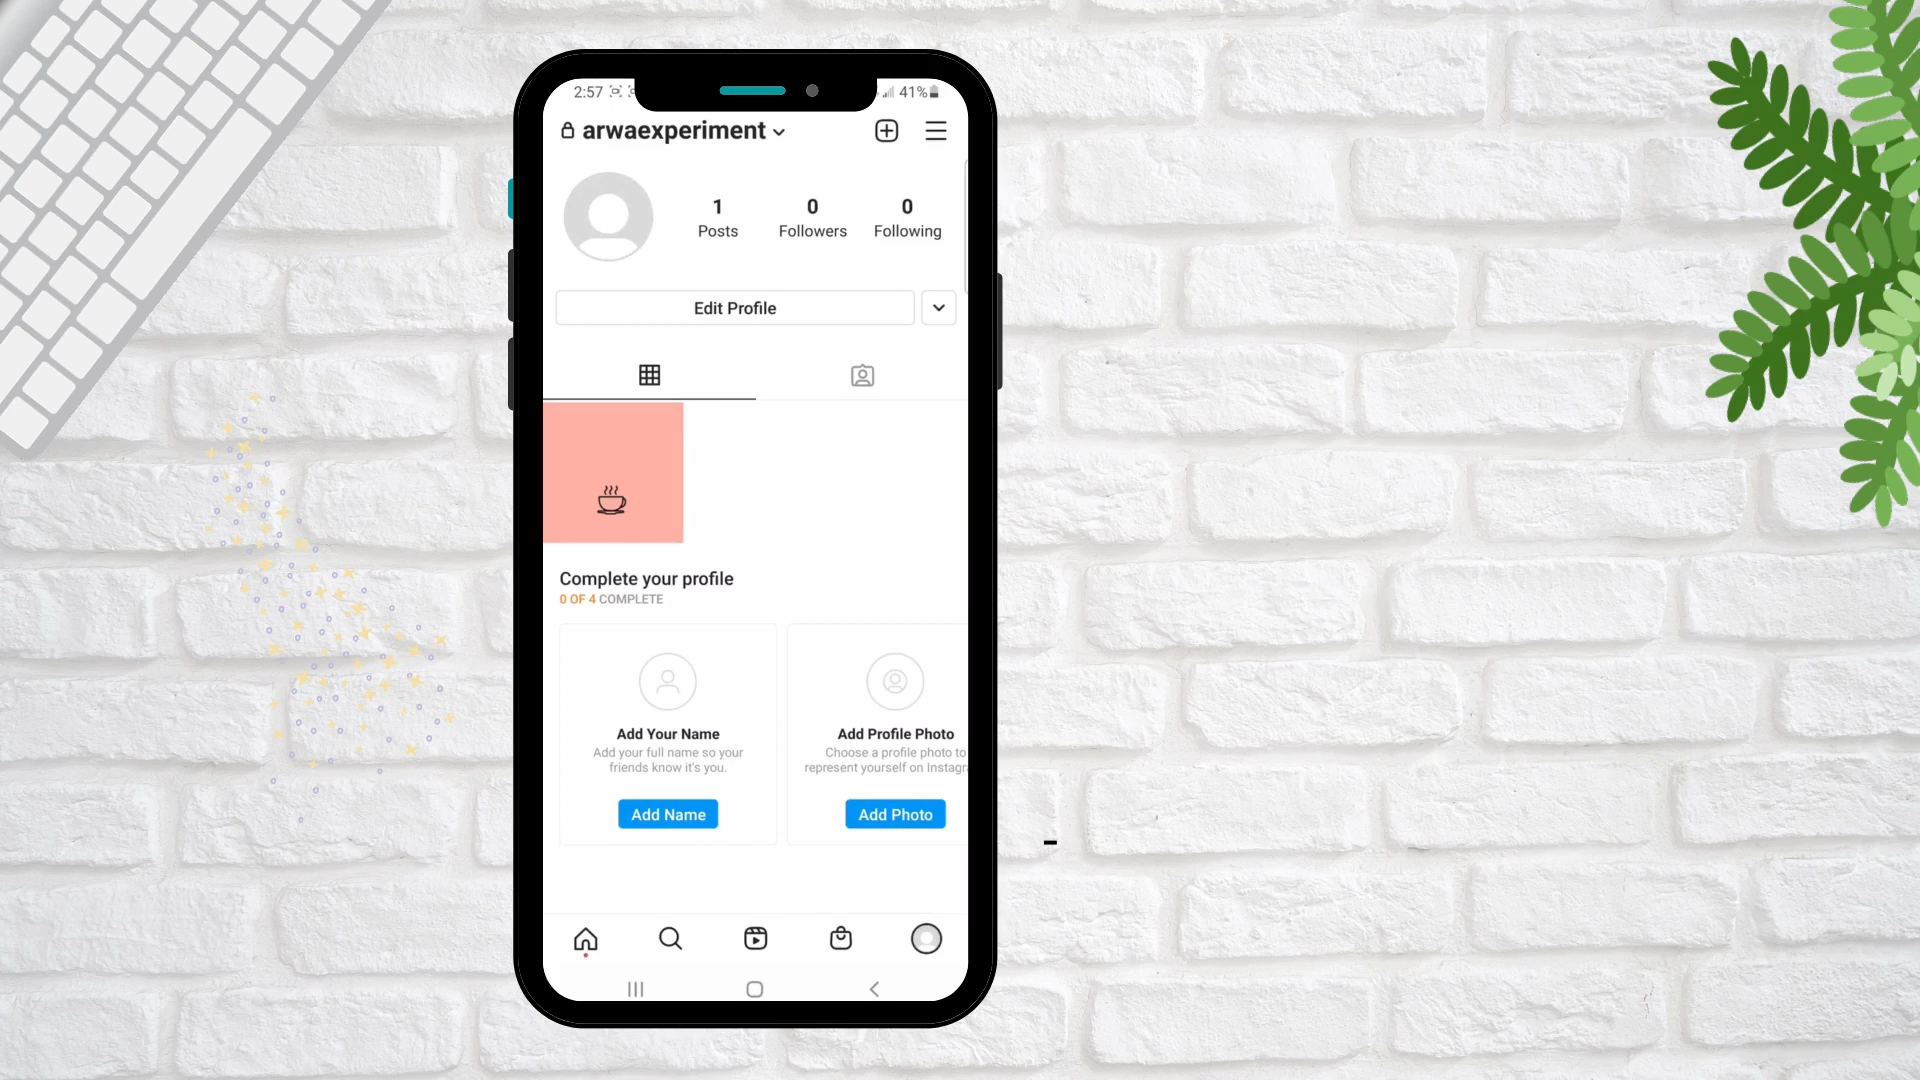 2:57 41%
arwaexperiment
1 0 0
Posts Followers Following
Edit Profile
Complete your profile
0 OF 4 COMPLETE
Add Your Name
Add your full name so your
friends know it's you.
Add Name
Add Profile Photo
Choose a profile photo to
represent yourself on Instagra
Add Photo
-